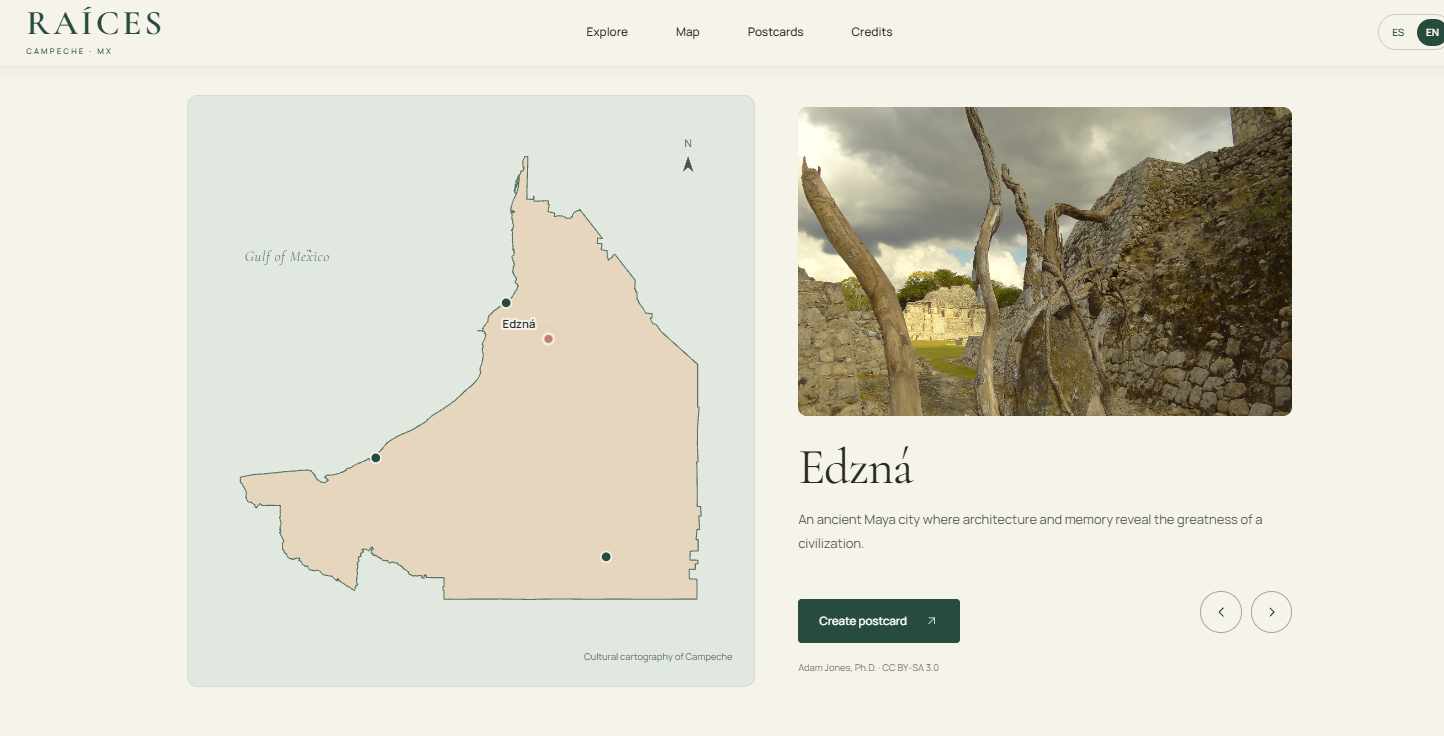 RAÍCES
CAMPECHE · MX
Explore
Map
Postcards
Credits
ES
EN
N
Gulf of Mexico
Edzná
Cultural cartography of Campeche
Edzná
An ancient Maya city where architecture and memory reveal the greatness of a
civilization.
Create postcard
Adam Jones, Ph.D. · CC BY-SA 3.0